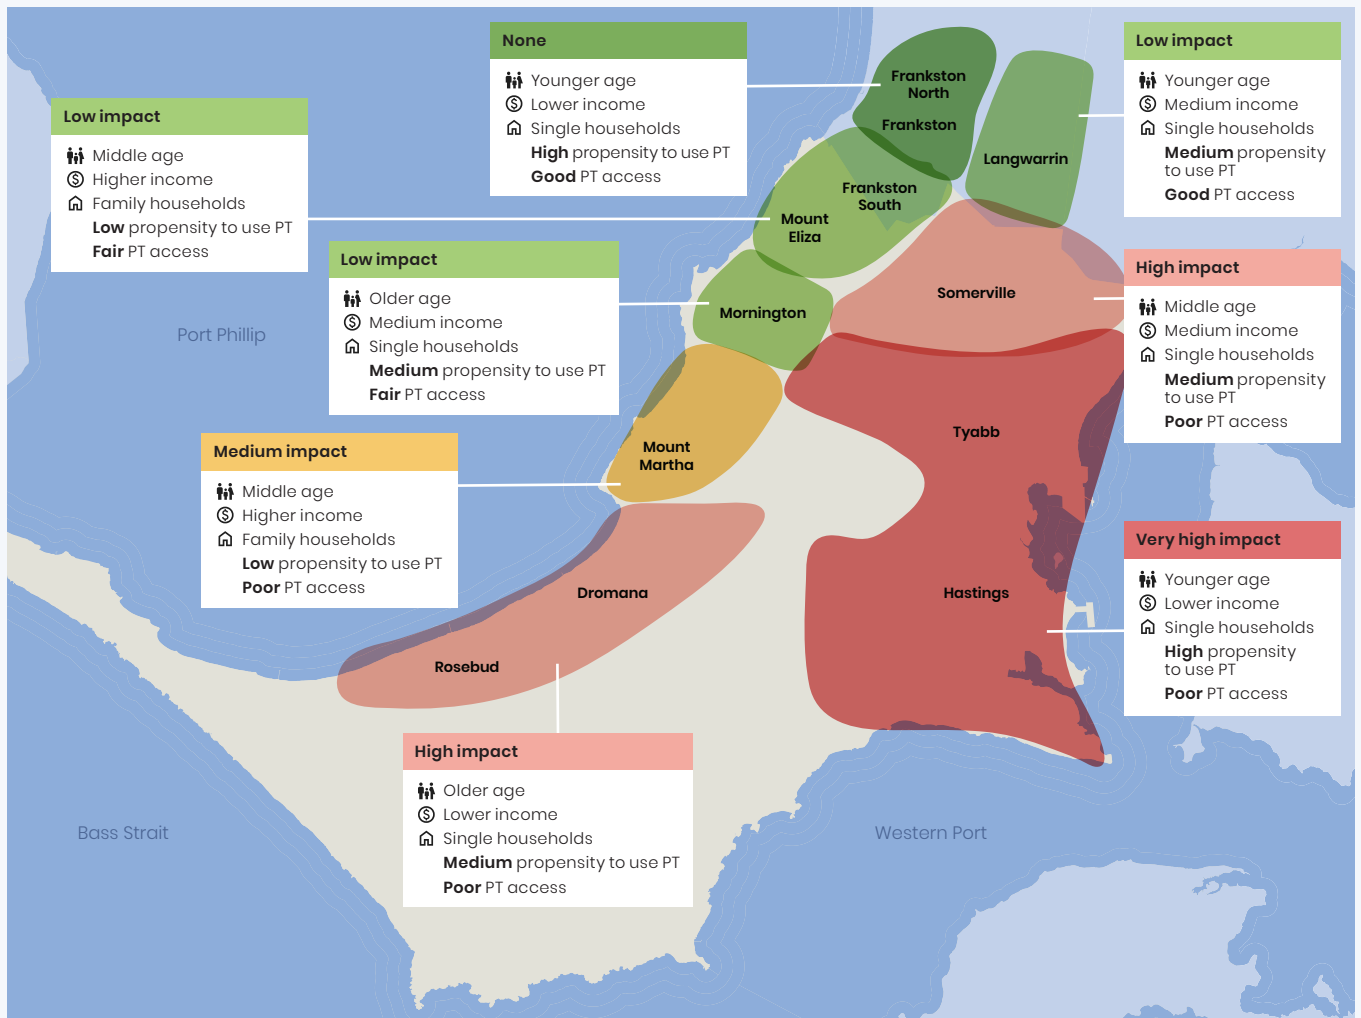 None
Younger age
Lower income
Single households
High propensity to use PT
Good PT access
Low impact
Younger age
Medium income
Single households
Medium propensity
to use PT
Good PT access
Low impact
Middle age
Higher income
Family households
Low propensity to use PT
Fair PT access
Low impact
Older age
Medium income
Single households
Medium propensity to use PT
Fair PT access
High impact
Middle age
Medium income
Single households
Medium propensity
to use PT
Poor PT access
Medium impact
Middle age
Higher income
Family households
Low propensity to use PT
Poor PT access
Very high impact
Younger age
Lower income
Single households
High propensity
to use PT
Poor PT access
High impact
Older age
Lower income
Single households
Medium propensity to use PT
Poor PT access
Frankston
North
Frankston
Langwarrin
Frankston
South
Mount
Eliza
Somerville
Mornington
Tyabb
Mount
Martha
Dromana
Hastings
Rosebud
Port Phillip
Bass Strait
Western Port